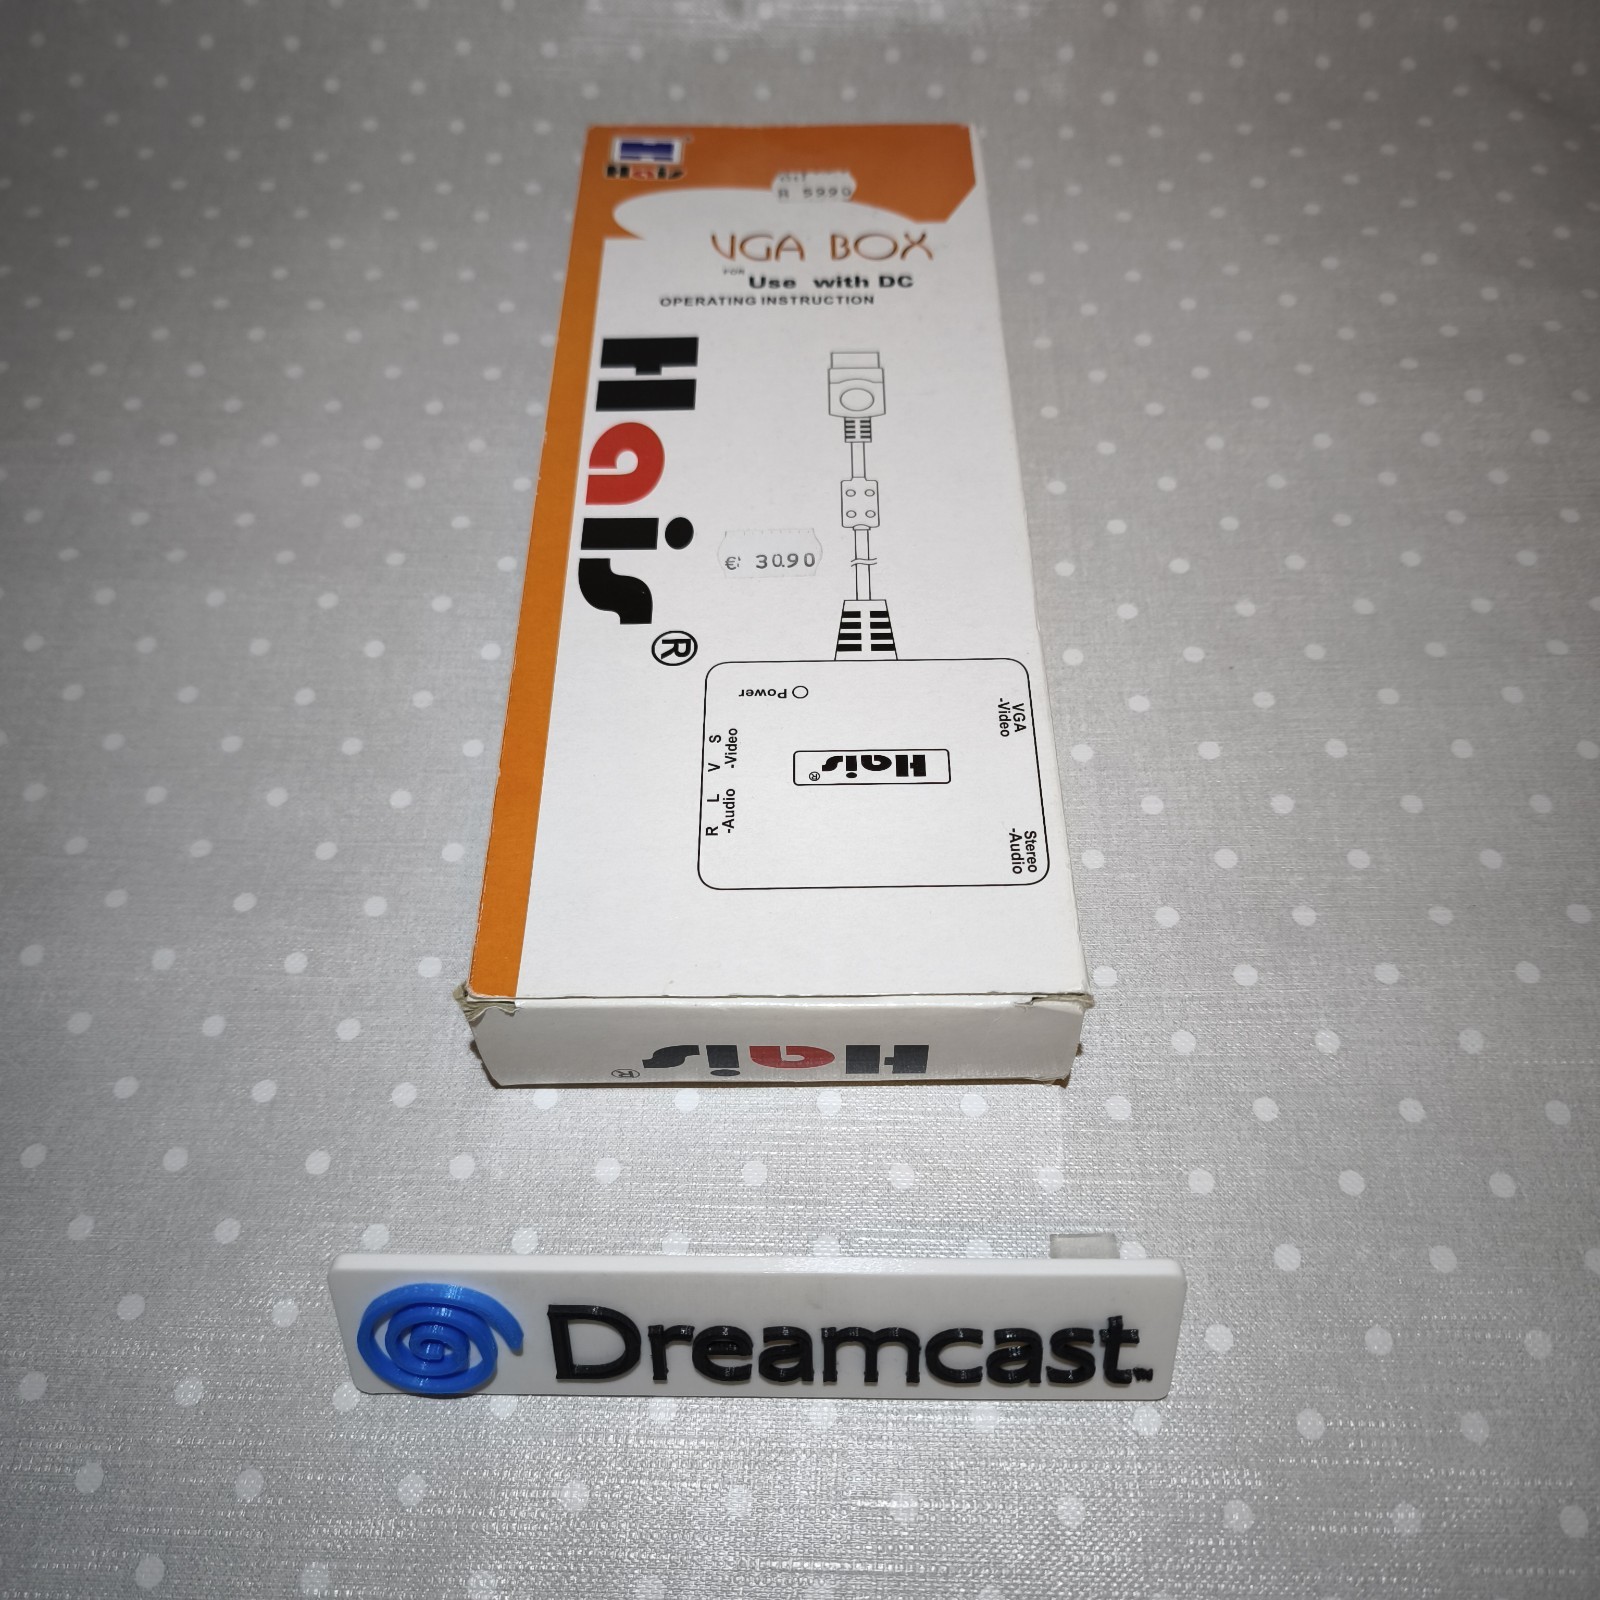 Hais
R 5990
VGA BOX
FOR Use with DC
OPERATING INSTRUCTION
Hais®
€: 30.90
Power
VGA
-Video
S
-Video
V
R L
-Audio
Hais®
Stereo
-Audio
Hais®
Dreamcast™